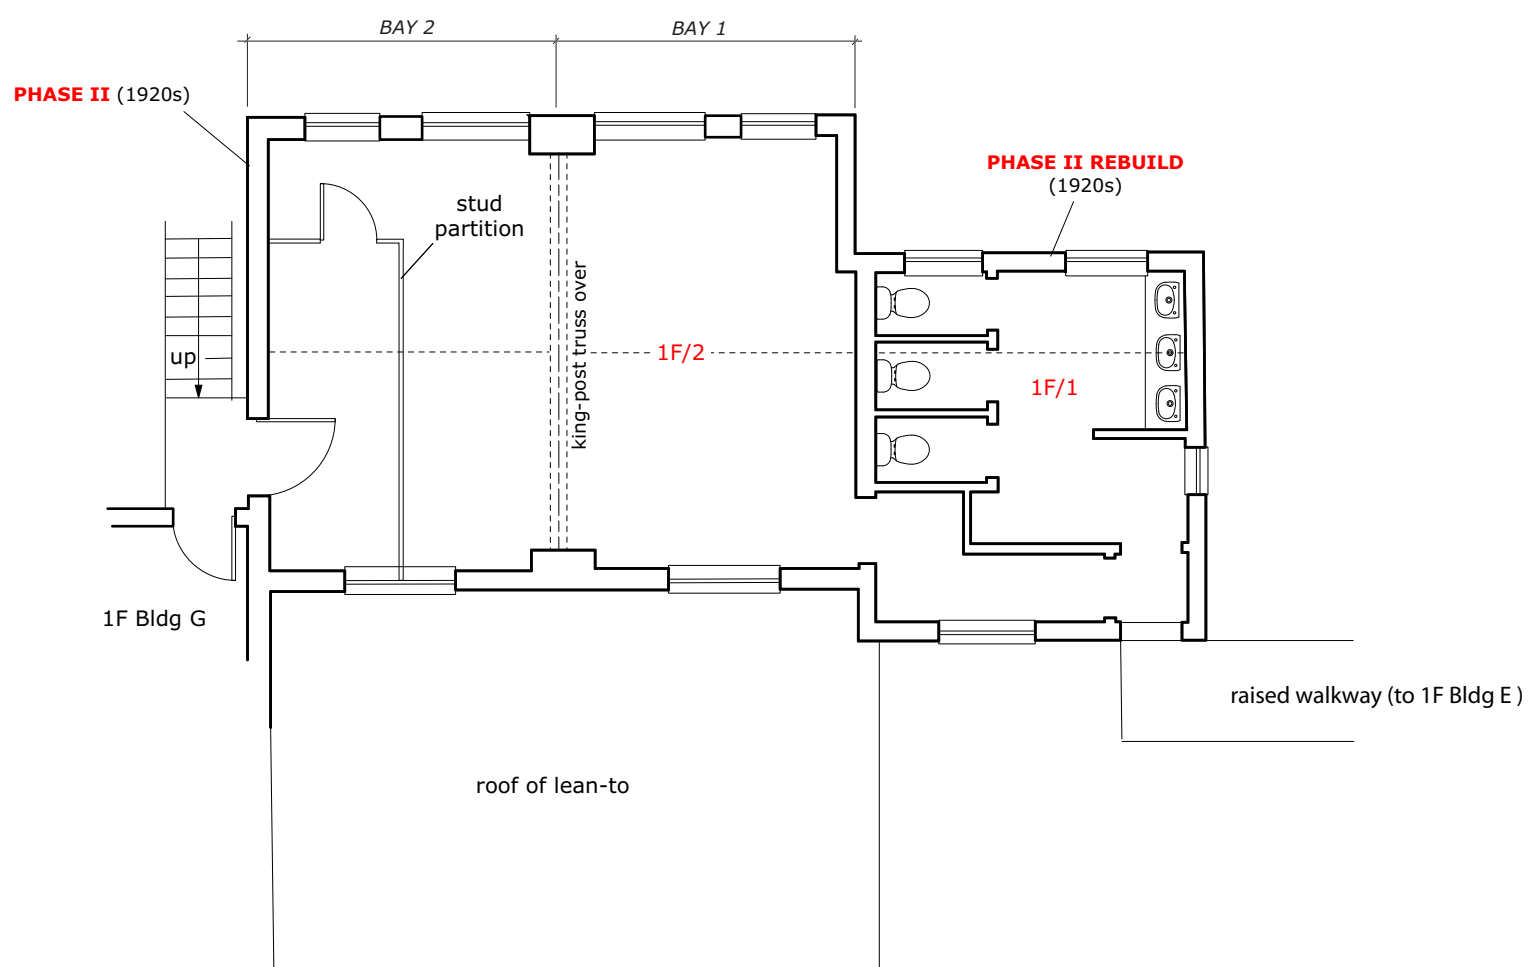 BAY 2
BAY 1
PHASE II (1920s)
PHASE II REBUILD
(1920s)
stud
partition
king-post truss over
up
1F/2
1F/1
1F Bldg G
raised walkway (to 1F Bldg E )
roof of lean-to